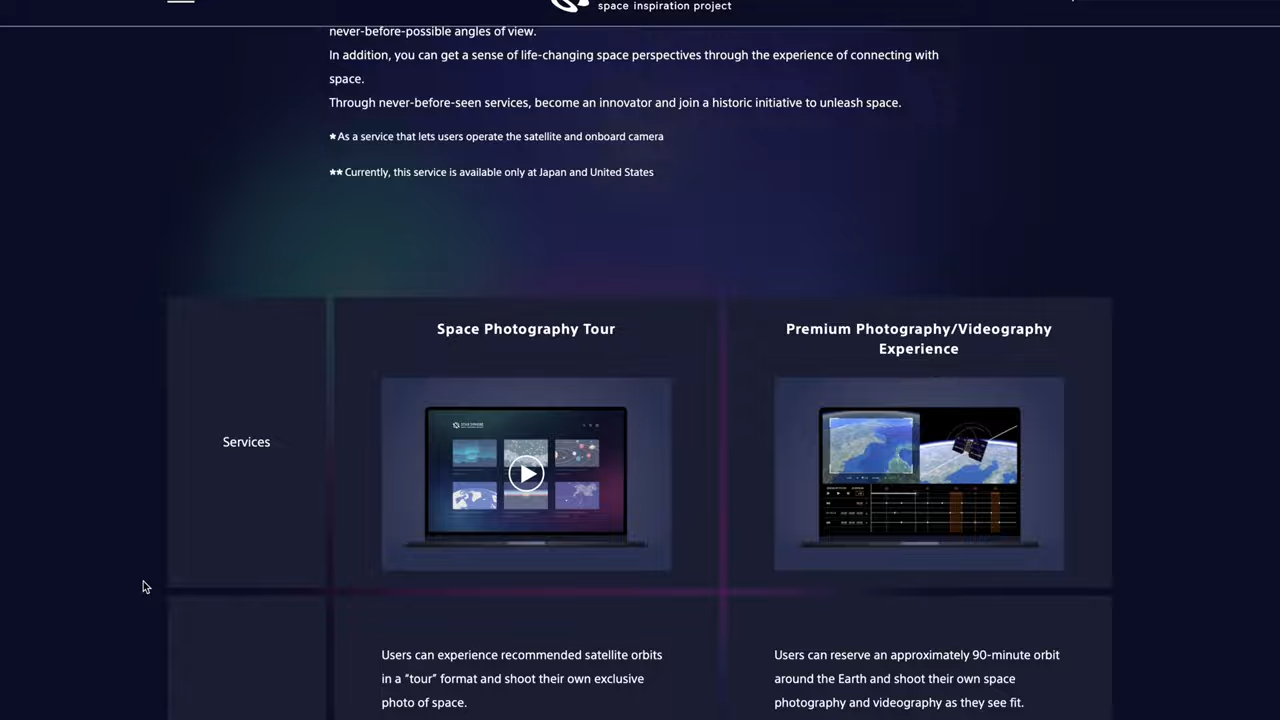 space inspiration project
never-before-possible angles of view.
In addition, you can get a sense of life-changing space perspectives through the experience of connecting with
space.
Through never-before-seen services, become an innovator and join a historic initiative to unleash space.
★As a service that lets users operate the satellite and onboard camera
★★ Currently, this service is available only at Japan and United States
Space Photography Tour
Premium Photography/Videography
Experience
Services
Users can experience recommended satellite orbits
in a "tour" format and shoot their own exclusive
photo of space.
Users can reserve an approximately 90-minute orbit
around the Earth and shoot their own space
photography and videography as they see fit.